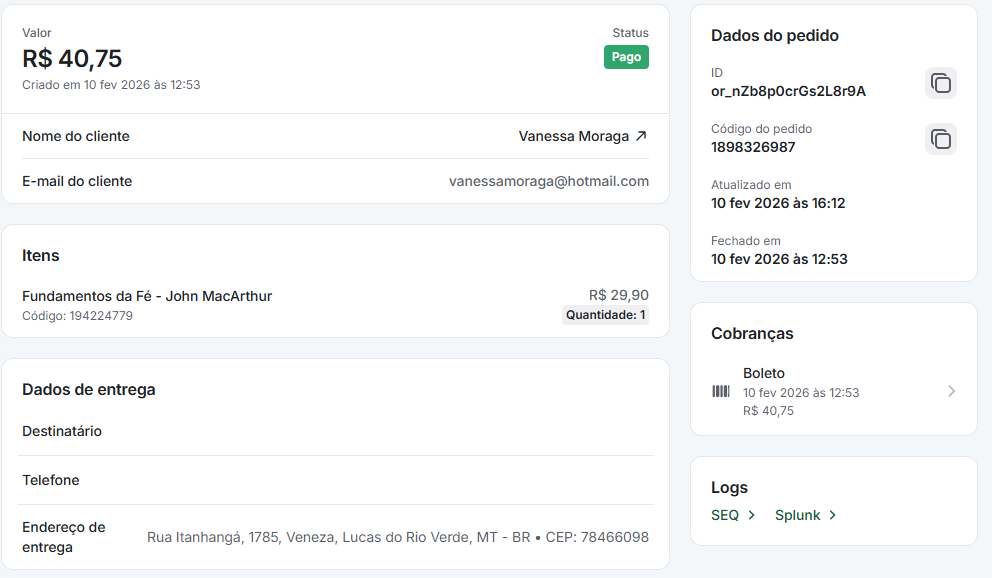 Valor
Status
R$ 40,75
Pago
Criado em 10 fev 2026 às 12:53
Nome do cliente
Vanessa Moraga
E-mail do cliente
vanessamoraga@hotmail.com
Itens
Fundamentos da Fé - John MacArthur
R$ 29,90
Código: 194224779
Quantidade: 1
Dados de entrega
Destinatário
Telefone
Endereço de
entrega
Rua Itanhangá, 1785, Veneza, Lucas do Rio Verde, MT - BR • CEP: 78466098
Dados do pedido
ID
or_nZb8p0crGs2L8r9A
Código do pedido
1898326987
Atualizado em
10 fev 2026 às 16:12
Fechado em
10 fev 2026 às 12:53
Cobranças
Boleto
10 fev 2026 às 12:53
R$ 40,75
Logs
SEQ
Splunk